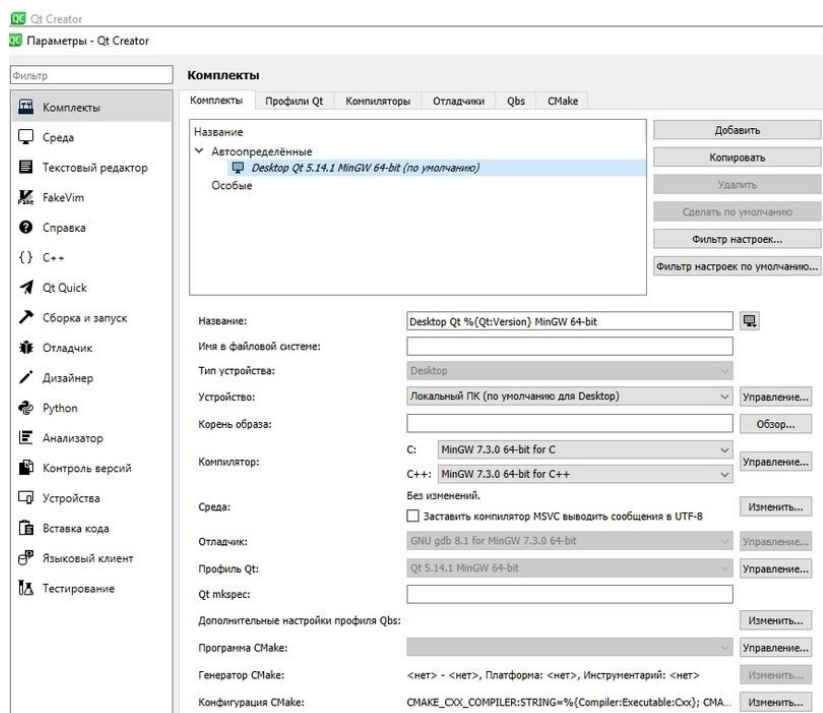 Qt Creator
Параметры - Qt Creator
Фильтр
Комплекты
Среда
Текстовый редактор
FakeVim
Справка
C++
Qt Quick
Сборка и запуск
Отладчик
Дизайнер
Python
Анализатор
Контроль версий
Устройства
Вставка кода
Языковый клиент
Тестирование
Комплекты
Комплекты Профили Qt Компиляторы Отладчики Qbs CMake
Название
Автоопределённые
Desktop Qt 5.14.1 MinGW 64-bit (по умолчанию)
Особые
Добавить
Копировать
Удалить
Сделать по умолчанию
Фильтр настроек...
Фильтр настроек по умолчанию...
Название: Desktop Qt %{Qt:Version} MinGW 64-bit
Имя в файловой системе:
Тип устройства: Desktop
Устройство: Локальный ПК (по умолчанию для Desktop) Управление...
Корень образа: Обзор...
Компилятор: C: MinGW 7.3.0 64-bit for C
C++: MinGW 7.3.0 64-bit for C++ Управление...
Среда: Без изменений. Изменить...
Заставить компилятор MSVC выводить сообщения в UTF-8
Отладчик: GNU gdb 8.1 for MinGW 7.3.0 64-bit Управление...
Профиль Qt: Qt 5.14.1 MinGW 64-bit Управление...
Qt mkspec:
Дополнительные настройки профиля Qbs: Изменить...
Программа CMake: Управление...
Генератор CMake: <нет> - <нет>, Платформа: <нет>, Инструментарий: <нет> Изменить...
Конфигурация CMake: CMAKE_CXX_COMPILER:STRING=%{Compiler:Executable:Cxx}; CMA... Изменить...